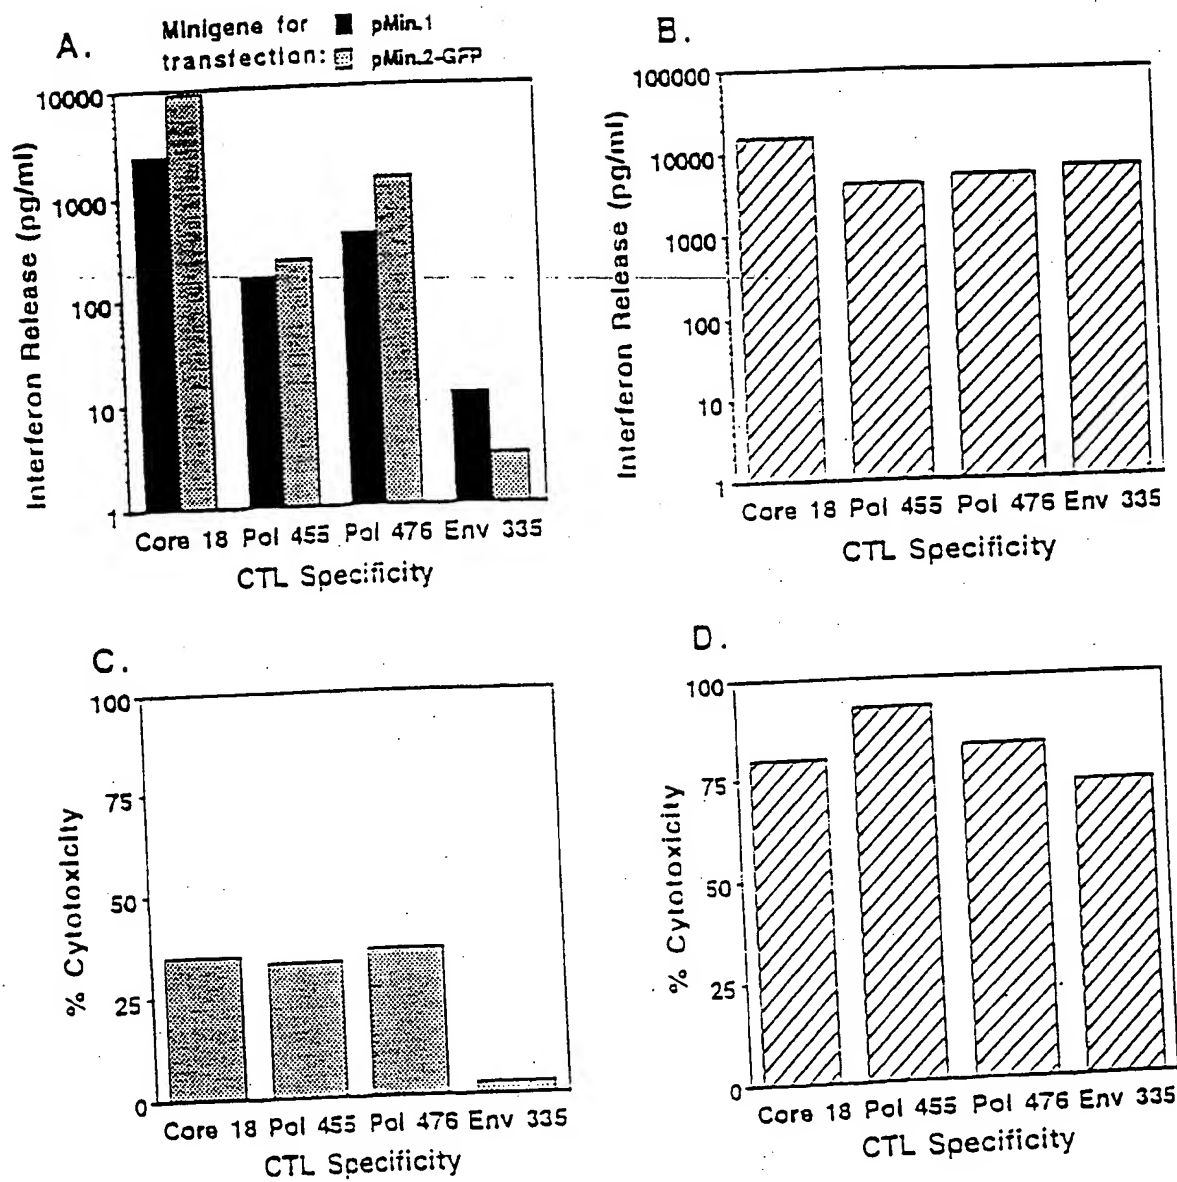 A.
Minigene for pMin.1
transfection: pMin.2-GFP
Interferon Release (pg/ml)
10000
1000
100
10
1
Core 18 Pol 455 Pol 476 Env 335
CTL Specificity
B.
Interferon Release (pg/ml)
100000
10000
1000
100
10
1
Core 18 Pol 455 Pol 476 Env 335
CTL Specificity
C.
% Cytotoxicity
100
75
50
25
0
Core 18 Pol 455 Pol 476 Env 335
CTL Specificity
D.
% Cytotoxicity
100
75
50
25
0
Core 18 Pol 455 Pol 476 Env 335
CTL Specificity